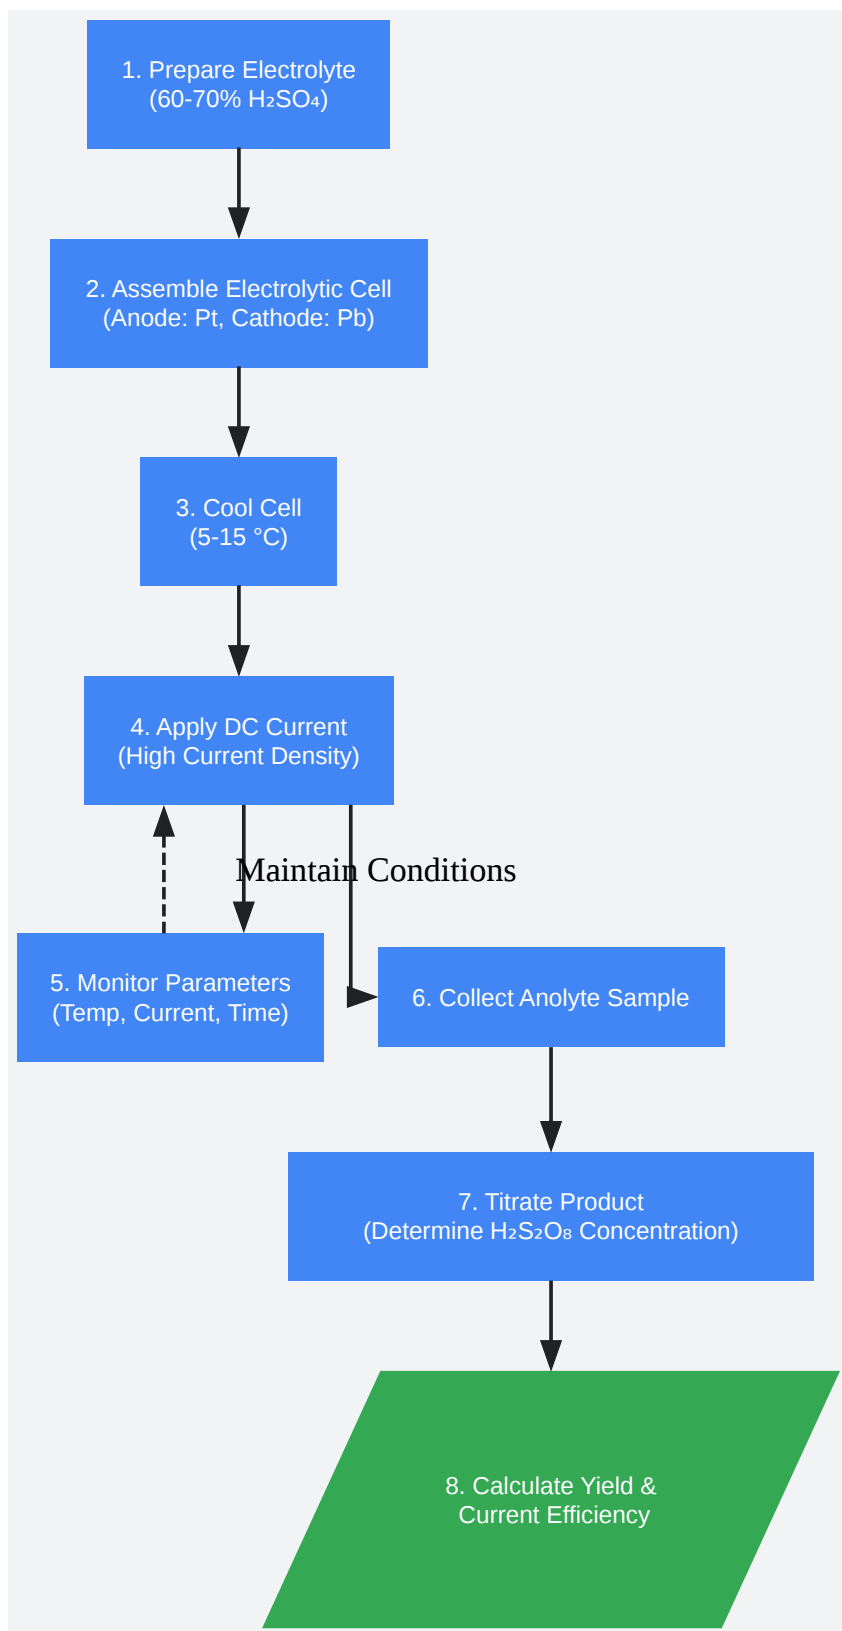 1. Prepare Electrolyte
(60-70% H₂SO₄)
2. Assemble Electrolytic Cell
(Anode: Pt, Cathode: Pb)
3. Cool Cell
(5-15 °C)
4. Apply DC Current
(High Current Density)
Maintain Conditions
5. Monitor Parameters
(Temp, Current, Time)
6. Collect Anolyte Sample
7. Titrate Product
(Determine H₂S₂O₈ Concentration)
8. Calculate Yield &
Current Efficiency